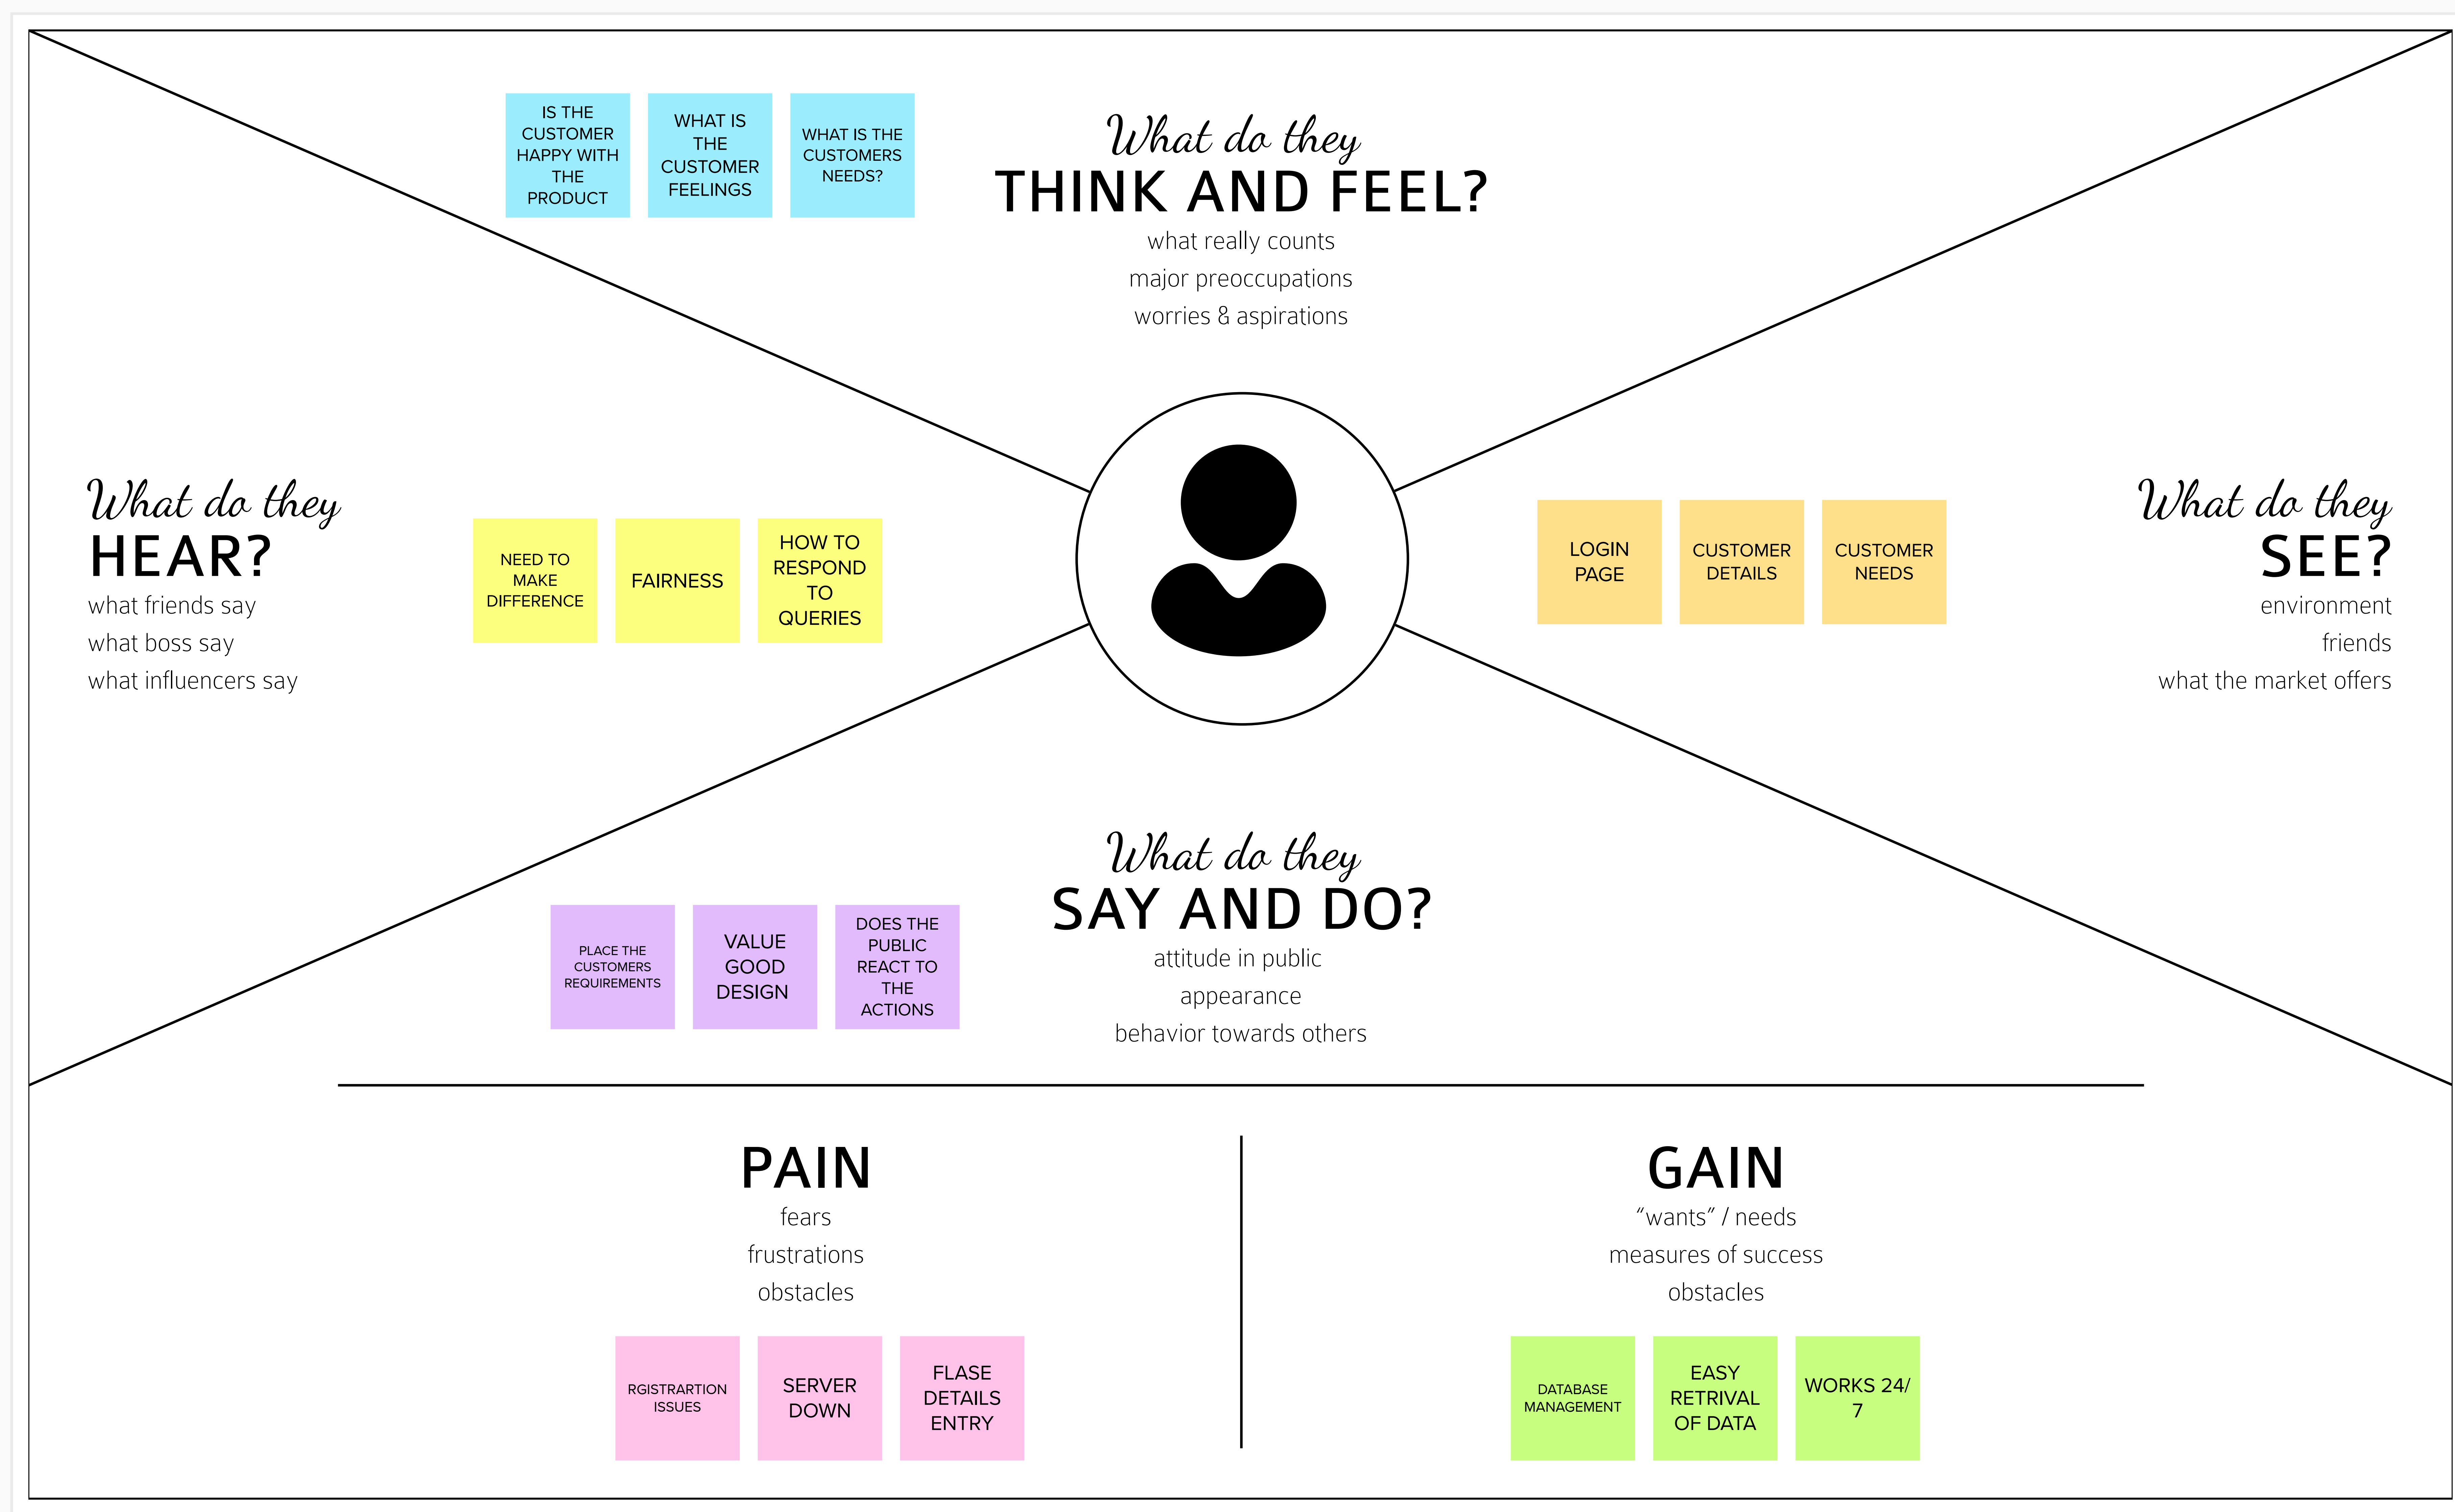 IS THE
CUSTOMER
HAPPY WITH
THE
PRODUCT
WHAT IS
THE
CUSTOMER
FEELINGS
WHAT IS THE
CUSTOMERS
NEEDS?
What do they
THINK AND FEEL?
what really counts
major preoccupations
worries & aspirations
What do they
HEAR?
what friends say
what boss say
what influencers say
NEED TO
MAKE
DIFFERENCE
FAIRNESS
HOW TO
RESPOND
TO
QUERIES
LOGIN
PAGE
CUSTOMER
DETAILS
CUSTOMER
NEEDS
What do they
SEE?
environment
friends
what the market offers
PLACE THE
CUSTOMERS
REQUIREMENTS
VALUE
GOOD
DESIGN
DOES THE
PUBLIC
REACT TO
THE
ACTIONS
What do they
SAY AND DO?
attitude in public
appearance
behavior towards others
PAIN
fears
frustrations
obstacles
RGISTRARTION
ISSUES
SERVER
DOWN
FLASE
DETAILS
ENTRY
GAIN
“wants” / needs
measures of success
obstacles
DATABASE
MANAGEMENT
EASY
RETRIVAL
OF DATA
WORKS 24/
7